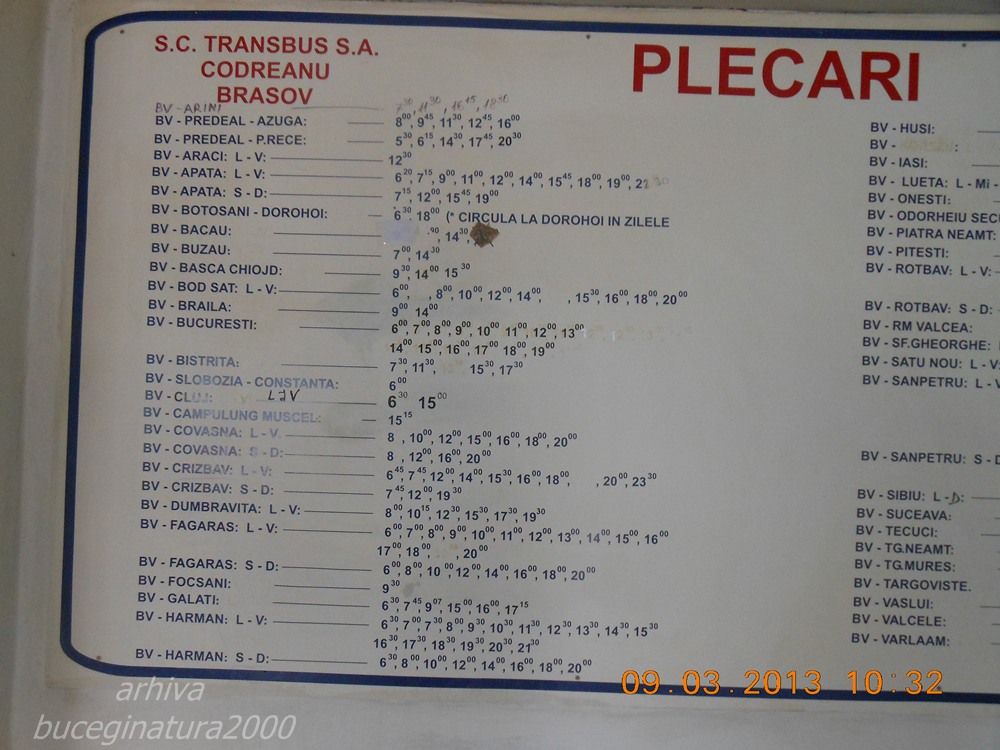 S.C. TRANSBUS S.A.
CODREANU
BRASOV
PLECARI
BV - ARINI 7³⁰, 11³⁰, 16¹⁵, 18³⁰
BV - PREDEAL - AZUGA: 8⁰⁰, 9⁴⁵, 11³⁰, 12⁴⁵, 16⁰⁰
BV - PREDEAL - P.RECE: 5³⁰, 6¹⁵, 14³⁰, 17⁴⁵, 20³⁰
BV - ARACI: L - V: 12³⁰
BV - APATA: L - V: 6²⁰, 7¹⁵, 9⁰⁰, 11⁰⁰, 12⁰⁰, 14⁰⁰, 15⁴⁵, 18⁰⁰, 19⁰⁰
BV - APATA: S - D: 7¹⁵, 12⁰⁰, 15⁴⁵, 19⁰⁰
BV - BOTOSANI - DOROHOI: 6³⁰, 18⁰⁰ (* CIRCULA LA DOROHOI IN ZILELE
BV - BACAU: 14³⁰,
BV - BUZAU: 7⁰⁰, 14³⁰
BV - BASCA CHIOJD: 9³⁰, 14⁰⁰ 15³⁰
BV - BOD SAT: L - V: 6⁰⁰, , 8⁰⁰, 10⁰⁰, 12⁰⁰, 14⁰⁰, , 15³⁰, 16⁰⁰, 18⁰⁰, 20⁰⁰
BV - BRAILA: 9⁰⁰, 14⁰⁰
BV - BUCURESTI: 6⁰⁰, 7⁰⁰, 8⁰⁰, 9⁰⁰, 10⁰⁰, 11⁰⁰, 12⁰⁰, 13⁰⁰
14⁰⁰, 15⁰⁰, 16⁰⁰, 17⁰⁰, 18⁰⁰, 19⁰⁰
BV - BISTRITA: 7³⁰, 11³⁰, 15³⁰, 17³⁰
BV - SLOBOZIA - CONSTANTA: 6⁰⁰
BV - CLUJ: 6³⁰ 15⁰⁰
BV - CAMPULUNG MUSCEL: 15¹⁵
BV - COVASNA: L - V. 8 , 10⁰⁰, 12⁰⁰, 15⁰⁰, 16⁰⁰, 18⁰⁰, 20⁰⁰
BV - COVASNA: S - D: 8 , 12⁰⁰, 16⁰⁰, 20⁰⁰
BV - CRIZBAV: L - V: 6⁴⁵, 7⁴⁵, 12⁰⁰, 14⁰⁰, 15³⁰, 16⁰⁰, 18⁰⁰, , 20⁰⁰, 23³⁰
BV - CRIZBAV: S - D: 7⁴⁵, 12⁰⁰, 19³⁰
BV - DUMBRAVITA: L - V: 8⁰⁰, 10¹⁵, 12³⁰, 15³⁰, 17³⁰, 19³⁰
BV - FAGARAS: L - V: 6⁰⁰, 7⁰⁰, 8⁰⁰, 9⁰⁰, 10⁰⁰, 11⁰⁰, 12⁰⁰, 13⁰⁰, 14⁰⁰, 15⁰⁰, 16⁰⁰
17⁰⁰, 18⁰⁰, , 20⁰⁰
BV - FAGARAS: S - D: 6⁰⁰, 8⁰⁰, 10⁰⁰, 12⁰⁰, 14⁰⁰, 16⁰⁰, 18⁰⁰, 20⁰⁰
BV - FOCSANI: 9³⁰
BV - GALATI: 6³⁰, 7⁴⁵, 9⁰⁷, 15⁰⁰, 16⁰⁰, 17¹⁵
BV - HARMAN: L - V: 6³⁰, 7⁰⁰, 7³⁰, 8⁰⁰, 9³⁰, 10³⁰, 11³⁰, 12³⁰, 13³⁰, 14³⁰, 15³⁰
16³⁰, 17³⁰, 18³⁰, 19³⁰, 20³⁰, 21³⁰
BV - HARMAN: S - D: 6³⁰, 8⁰⁰, 10⁰⁰, 12⁰⁰, 14⁰⁰, 16⁰⁰, 18⁰⁰, 20⁰⁰
BV - HUSI:
BV - :
BV - IASI:
BV - LUETA: L - Mi -
BV - ONESTI:
BV - ODORHEIU SECU
BV - PIATRA NEAMT:
BV - PITESTI:
BV - ROTBAV: L - V:
BV - ROTBAV: S - D:
BV - RM VALCEA:
BV - SF.GHEORGHE:
BV - SATU NOU: L - V:
BV - SANPETRU: L - V
BV - SANPETRU: S - D
BV - SIBIU: L - D:
BV - SUCEAVA:
BV - TECUCI:
BV - TG.NEAMT:
BV - TG.MURES:
BV - TARGOVISTE.
BV - VASLUI:
BV - VALCELE:
BV - VARLAAM:
09.03.2013 10:32
arhiva
buceginatura2000